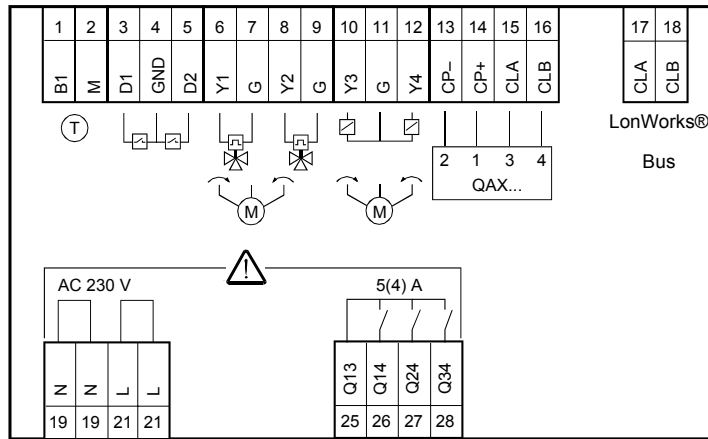 1 2 3 4 5 6 7 8 9 10 11 12 13 14 15 16 17 18
B1 M D1 GND D2 Y1 G Y2 G Y3 G Y4 CP– CP+ CLA CLB CLA CLB
T
LonWorks®
Bus
2 1 3 4
QAX...
M M
AC 230 V 5(4) A
N N L L Q13 Q14 Q24 Q34
19 19 21 21 25 26 27 28